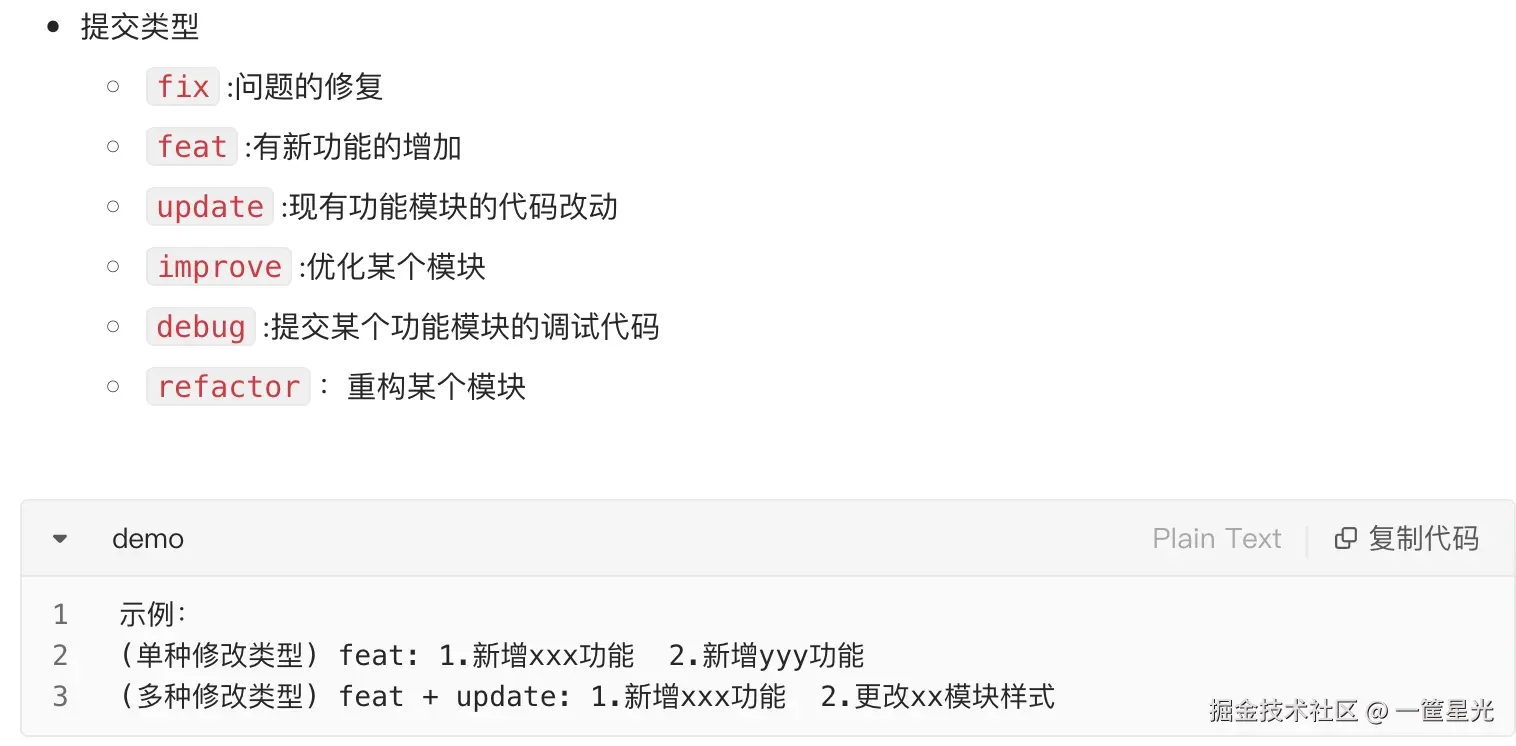 提交类型
fix :问题的修复
feat :有新功能的增加
update :现有功能模块的代码改动
improve :优化某个模块
debug :提交某个功能模块的调试代码
refactor : 重构某个模块
demo Plain Text 复制代码
1 示例:
2 (单种修改类型) feat: 1.新增xxx功能 2.新增yyy功能
3 (多种修改类型) feat + update: 1.新增xxx功能 2.更改xx模块样式
掘金技术社区 @ 一筐星光